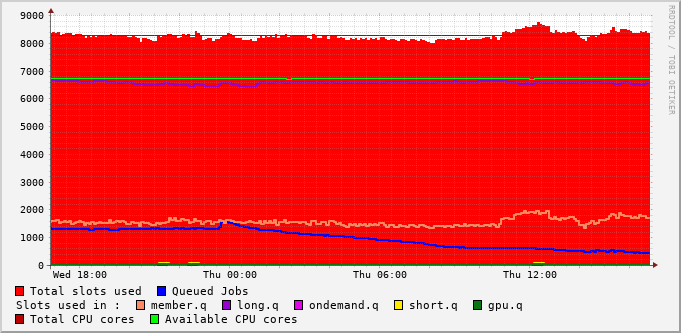 9000
8000
7000
6000
5000
4000
3000
2000
1000
0
Wed 18:00 Thu 00:00 Thu 06:00 Thu 12:00
RRDTOOL / TOBI OETIKER
Total slots used Queued Jobs
Slots used in : member.q long.q ondemand.q short.q gpu.q
Total CPU cores Available CPU cores